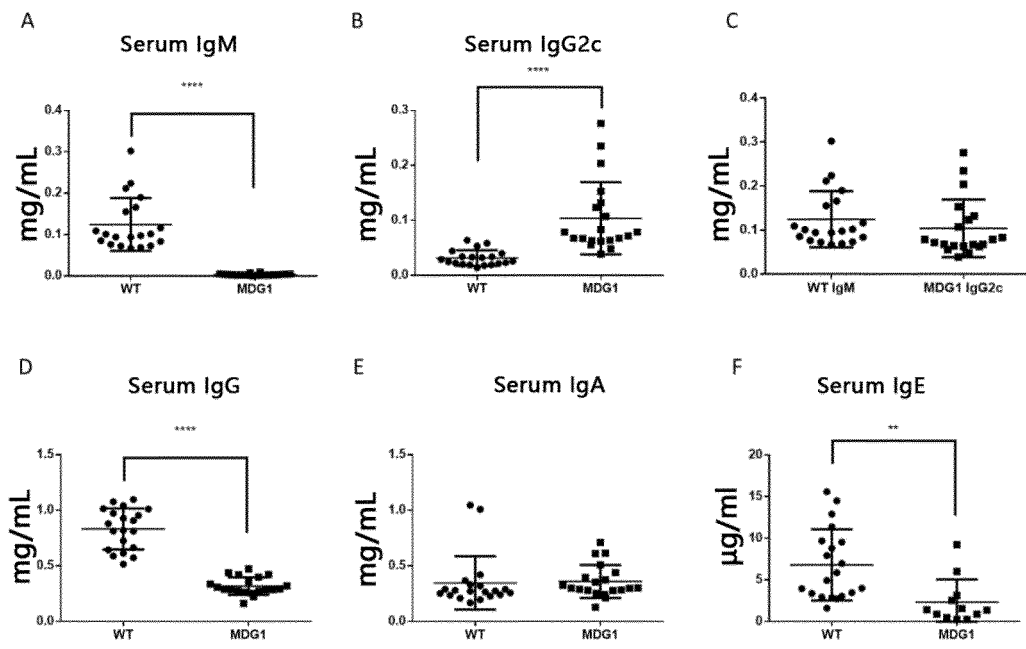 A
Serum IgM
****
mg/mL
0.4
0.3
0.2
0.1
0.0
WT MDG1
B
Serum IgG2c
****
mg/mL
0.3
0.2
0.1
0.0
WT MDG1
C
mg/mL
0.4
0.3
0.2
0.1
0.0
WT IgM MDG1 IgG2c
D
Serum IgG
****
mg/mL
1.5
1.0
0.5
0.0
WT MDG1
E
Serum IgA
mg/mL
1.5
1.0
0.5
0.0
WT MDG1
F
Serum IgE
**
µg/ml
20
15
10
5
0
WT MDG1